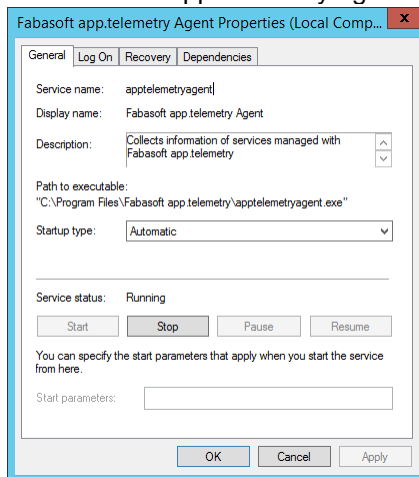 Fabasoft app.telemetry Agent Properties (Local Comp... x
General Log On Recovery Dependencies
Service name: apptelemetryagent
Display name: Fabasoft app.telemetry Agent
Description: Collects information of services managed with
Fabasoft app.telemetry
Path to executable:
"C:\Program Files\Fabasoft app.telemetry\apptelemetryagent.exe"
Startup type: Automatic
Service status: Running
Start Stop Pause Resume
You can specify the start parameters that apply when you start the service
from here.
Start parameters:
OK Cancel Apply